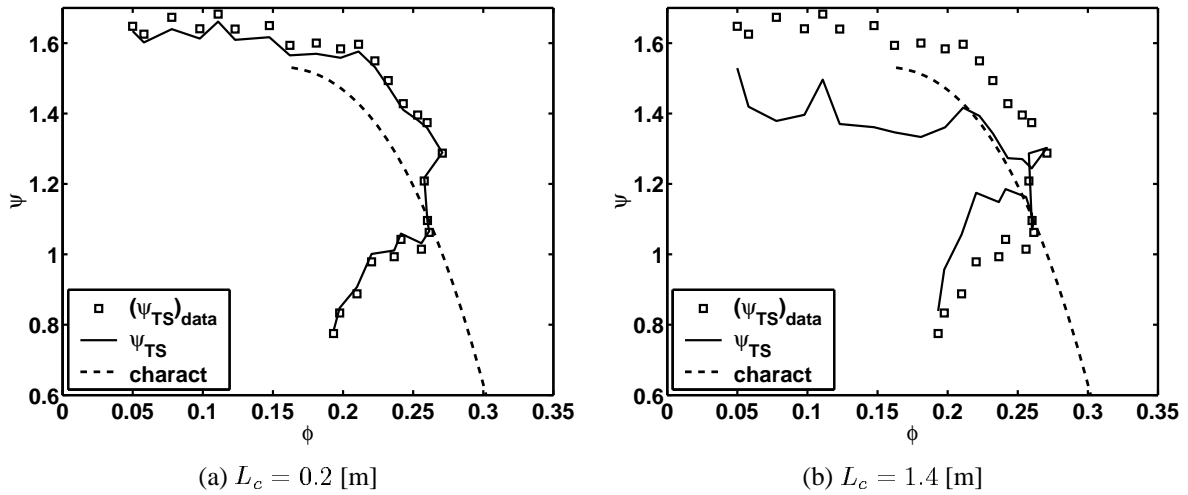 1.6
1.4
1.2
1
0.8
0.6
ψ
0
0.05
0.1
0.15
0.2
0.25
0.3
0.35
ϕ
(ψTS)data
ψTS
charact
(a) Lc = 0.2 [m]
1.6
1.4
1.2
1
0.8
0.6
ψ
0
0.05
0.1
0.15
0.2
0.25
0.3
0.35
ϕ
(ψTS)data
ψTS
charact
(b) Lc = 1.4 [m]